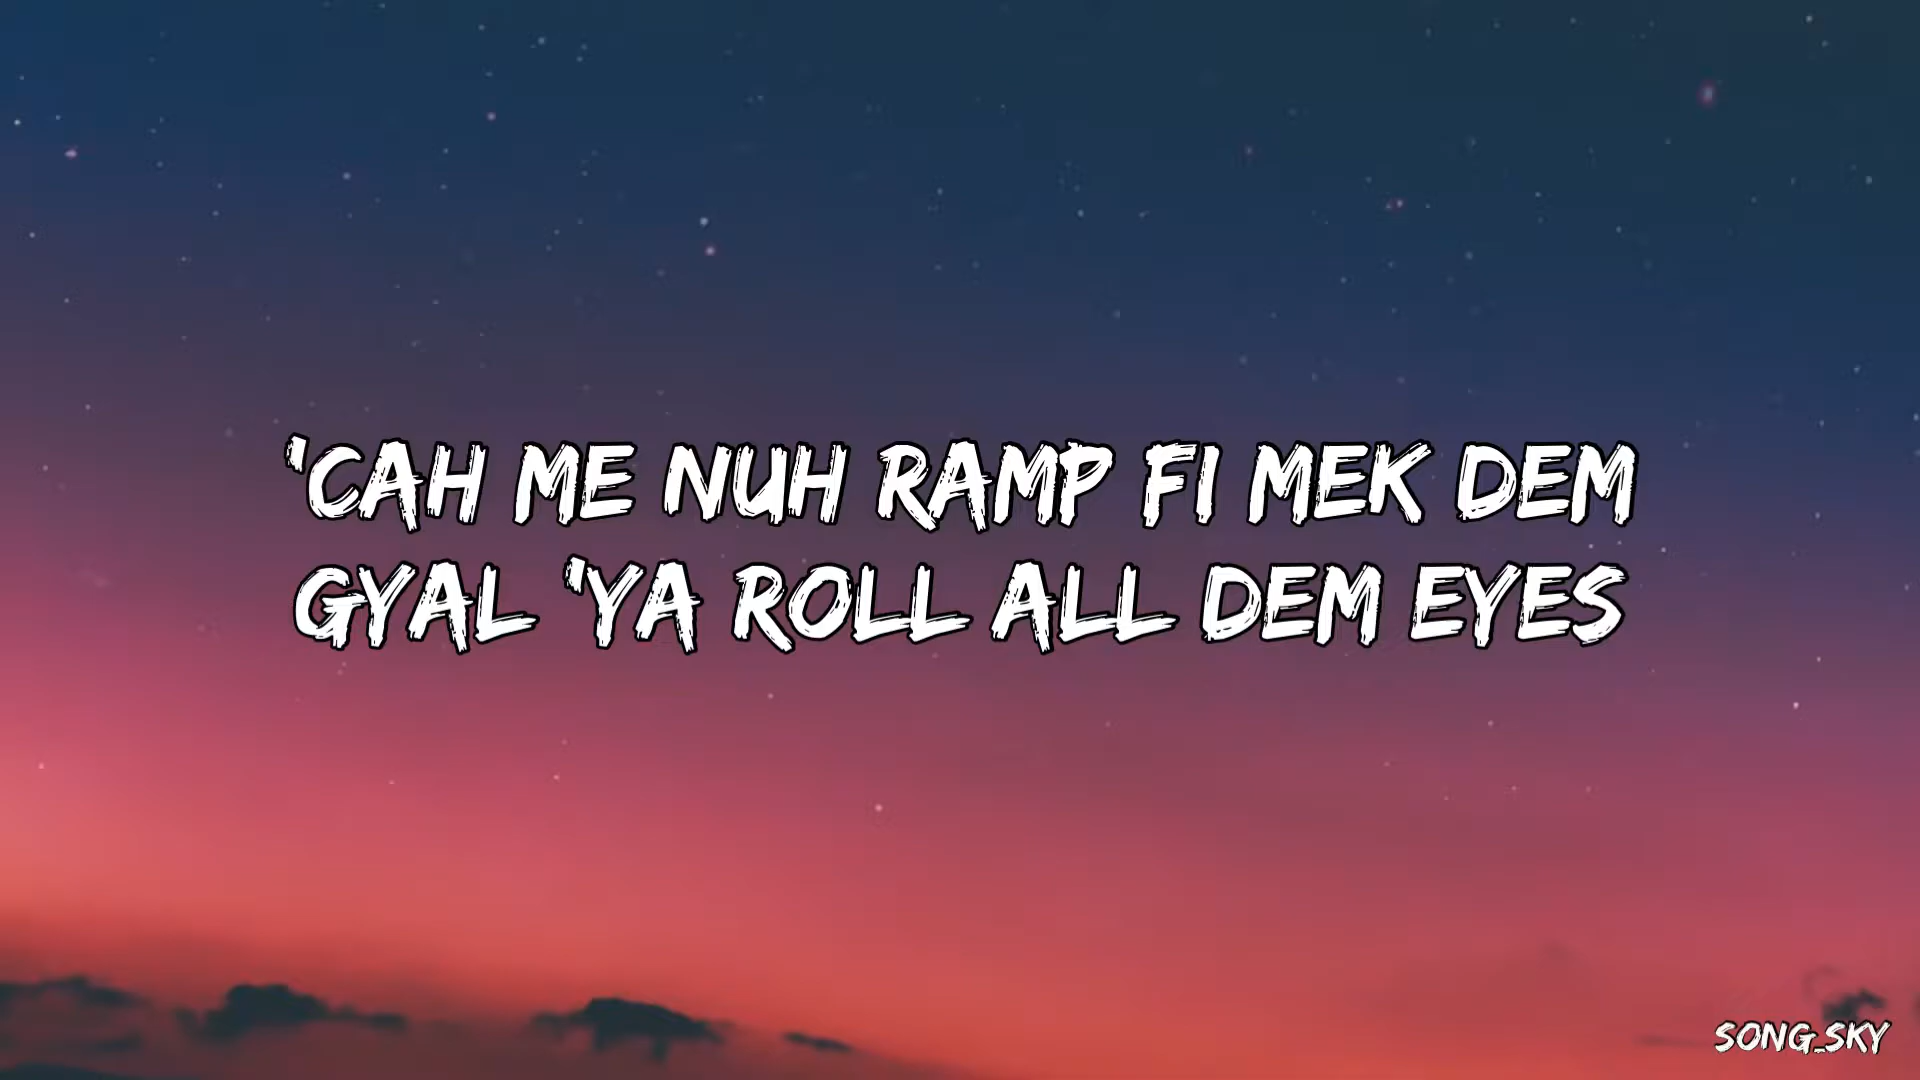 'CAH ME NUH RAMP FI MEK DEM
GYAL 'YA ROLL ALL DEM EYES
SONG_SKY